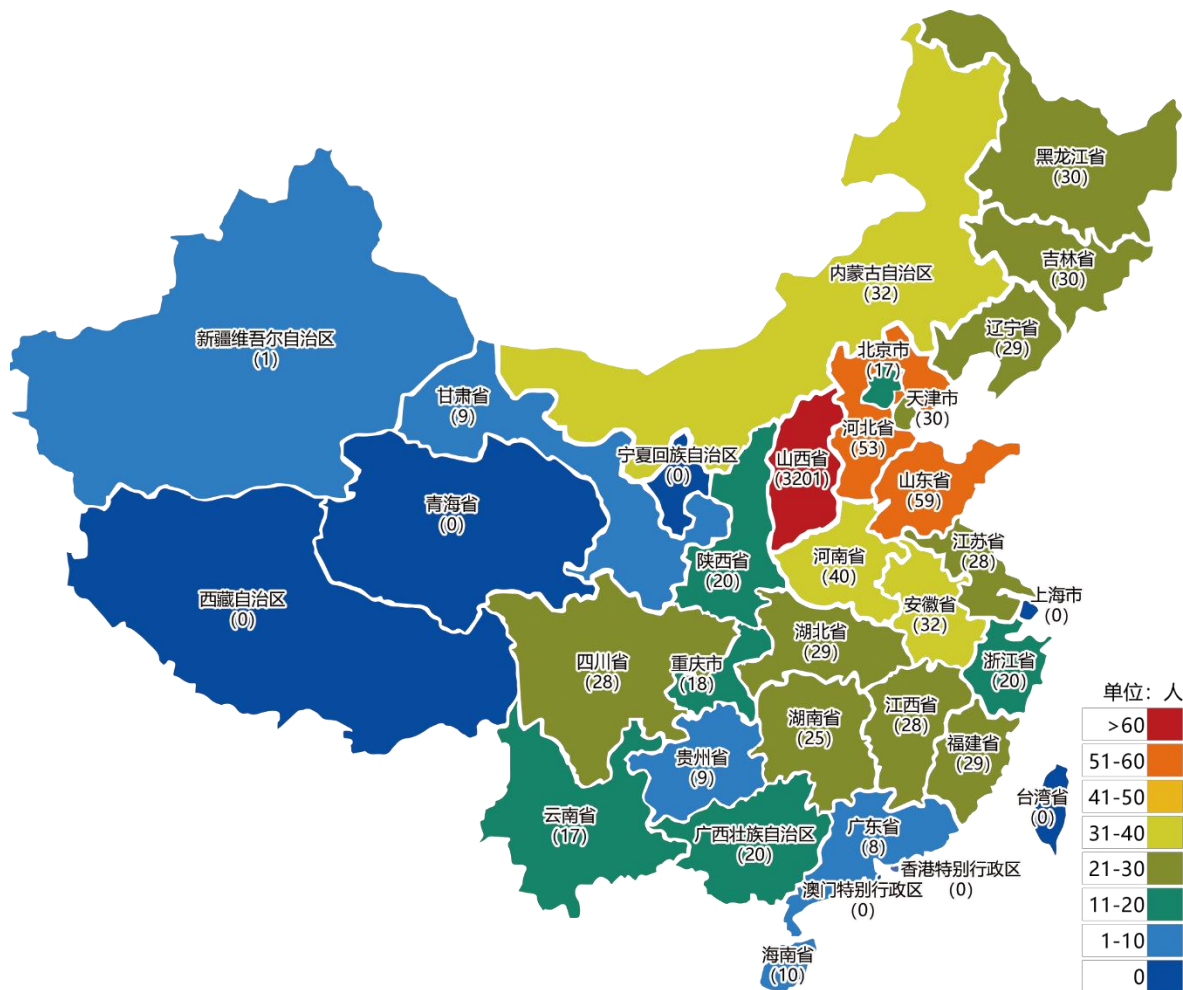 黑龙江省
(30)
吉林省
(30)
内蒙古自治区
(32)
辽宁省
(29)
新疆维吾尔自治区
(1)
北京市
(17)
甘肃省
(9)
天津市
(30)
河北省
(53)
宁夏回族自治区
(0)
山西省
(3201)
山东省
(59)
青海省
(0)
江苏省
(28)
陕西省
(20)
河南省
(40)
西藏自治区
(0)
安徽省
(32)
上海市
(0)
湖北省
(29)
四川省
(28)
重庆市
(18)
浙江省
(20)
江西省
(28)
湖南省
(25)
福建省
(29)
贵州省
(9)
台湾省
(0)
云南省
(17)
广西壮族自治区
(20)
广东省
(8)
香港特别行政区
(0)
澳门特别行政区
(0)
海南省
(10)
单位：人
>60
51-60
41-50
31-40
21-30
11-20
1-10
0